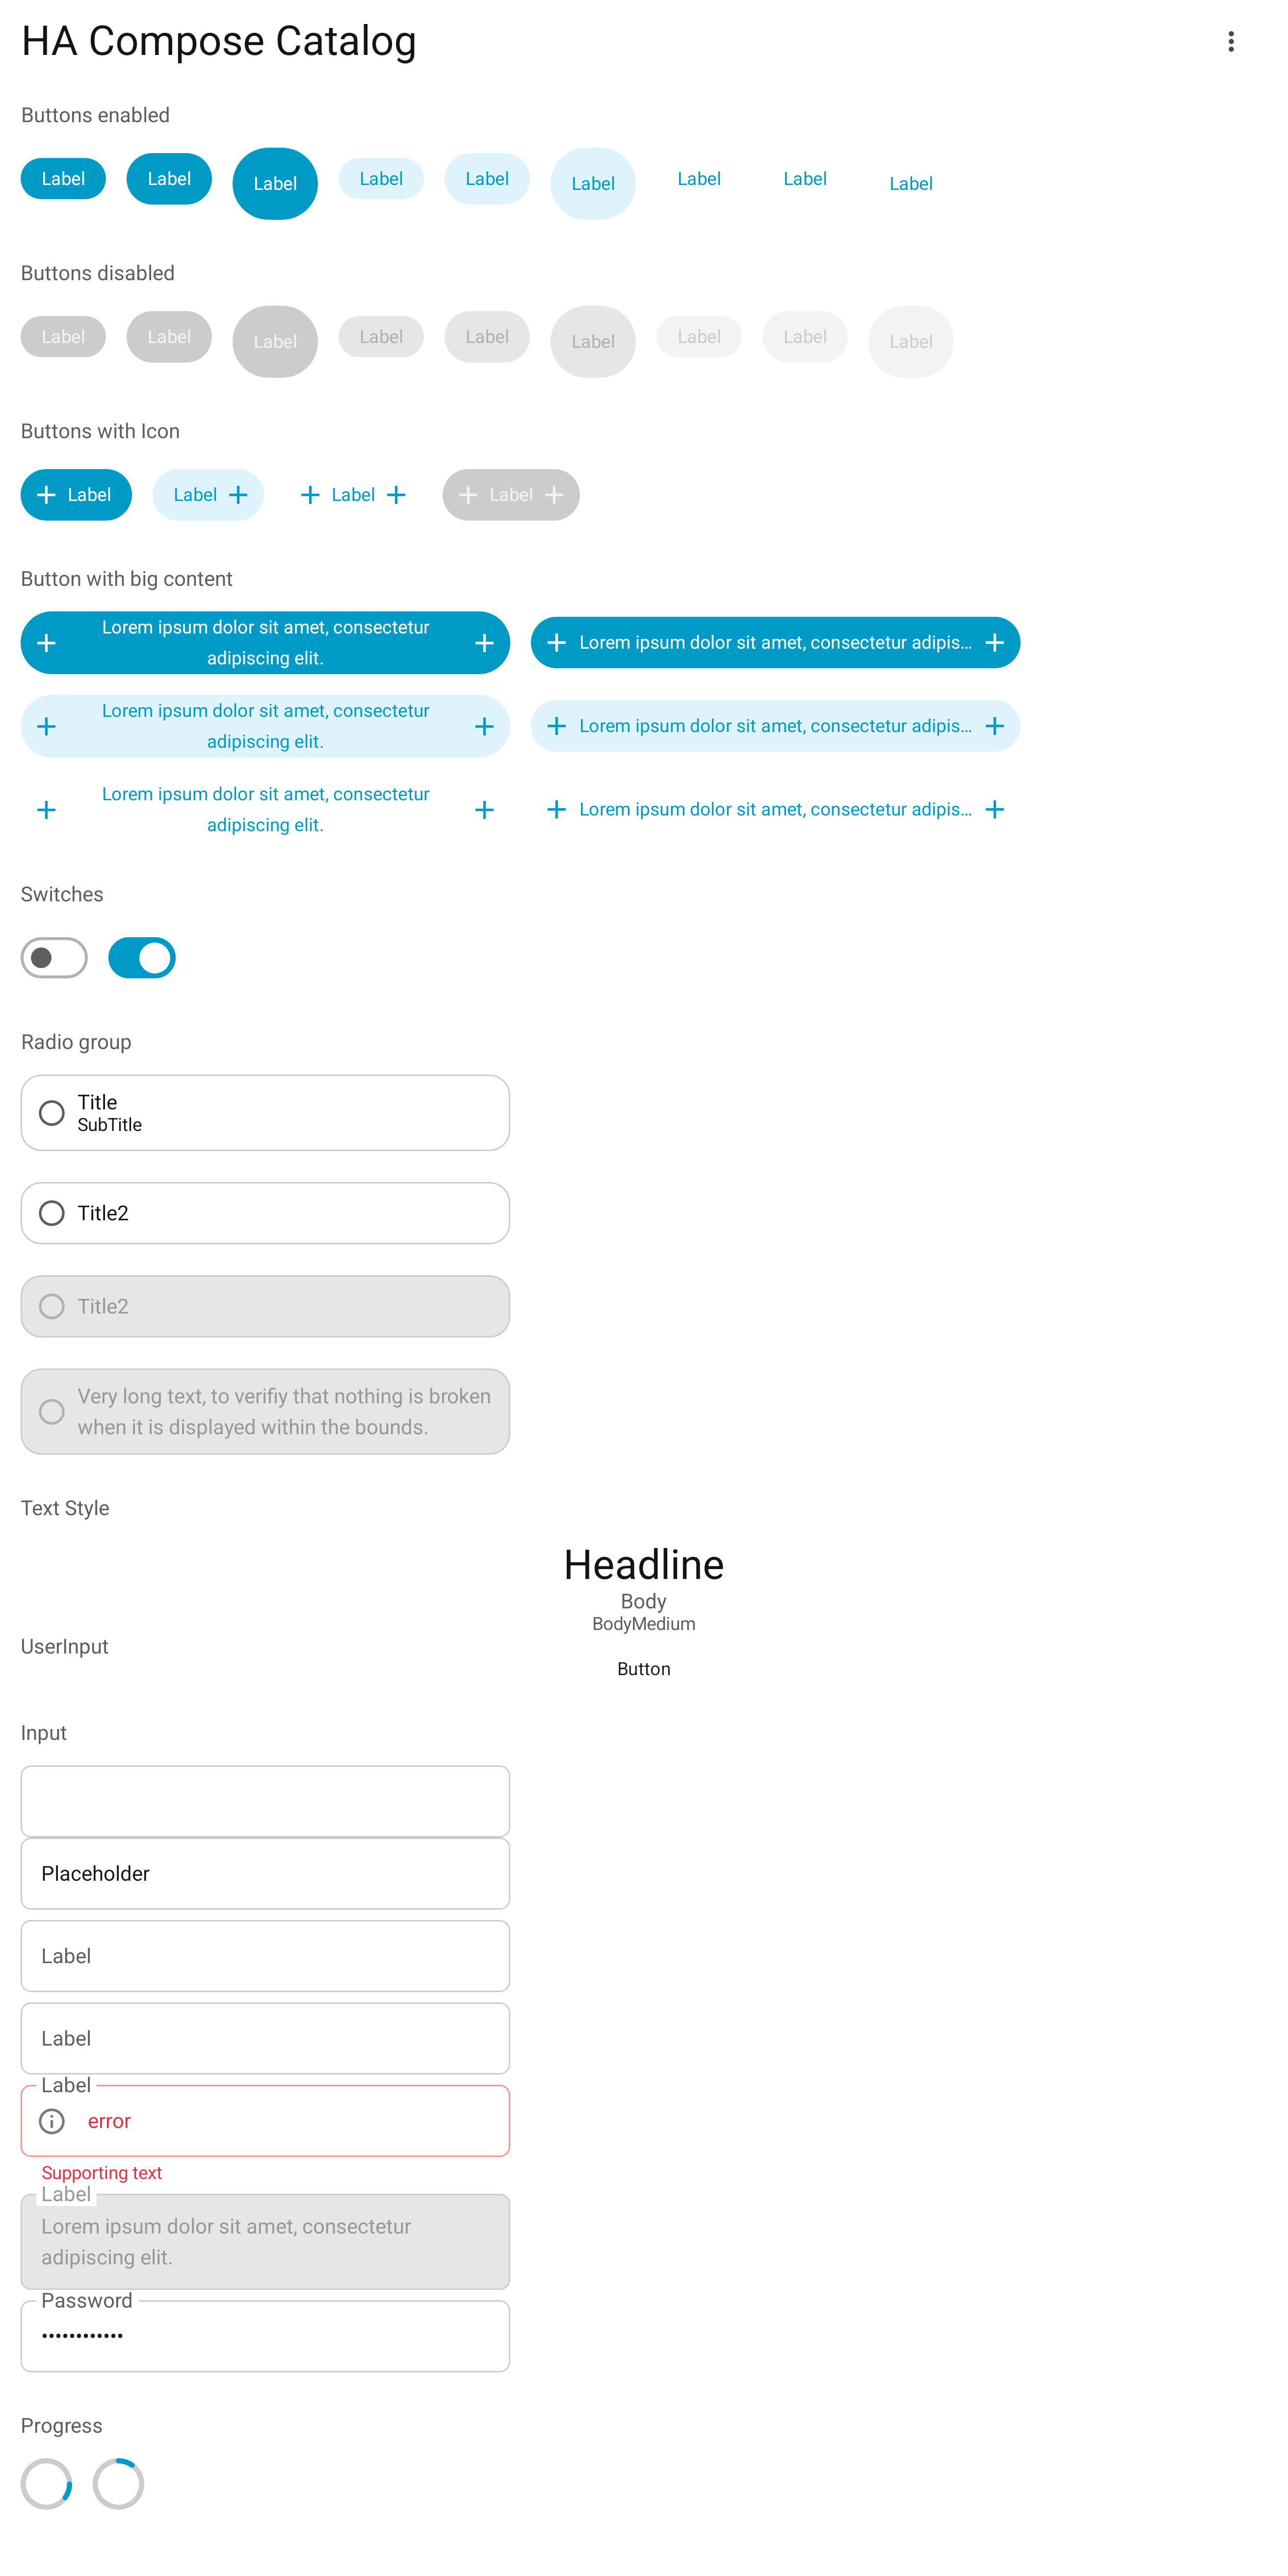 HA Compose Catalog
Buttons enabled
Label Label Label Label Label Label Label Label Label
Buttons disabled
Label Label Label Label Label Label Label Label Label
Buttons with Icon
Label Label Label Label
Button with big content
Lorem ipsum dolor sit amet, consectetur
adipiscing elit.
Lorem ipsum dolor sit amet, consectetur adipis...
Lorem ipsum dolor sit amet, consectetur
adipiscing elit.
Lorem ipsum dolor sit amet, consectetur adipis...
Lorem ipsum dolor sit amet, consectetur
adipiscing elit.
Lorem ipsum dolor sit amet, consectetur adipis...
Switches
Radio group
Title
SubTitle
Title2
Title2
Very long text, to verifiy that nothing is broken
when it is displayed within the bounds.
Text Style
Headline
Body
BodyMedium
UserInput
Button
Input
Placeholder
Label
Label
Label
error
Supporting text
Label
Lorem ipsum dolor sit amet, consectetur
adipiscing elit.
Password
••••••••••••
Progress